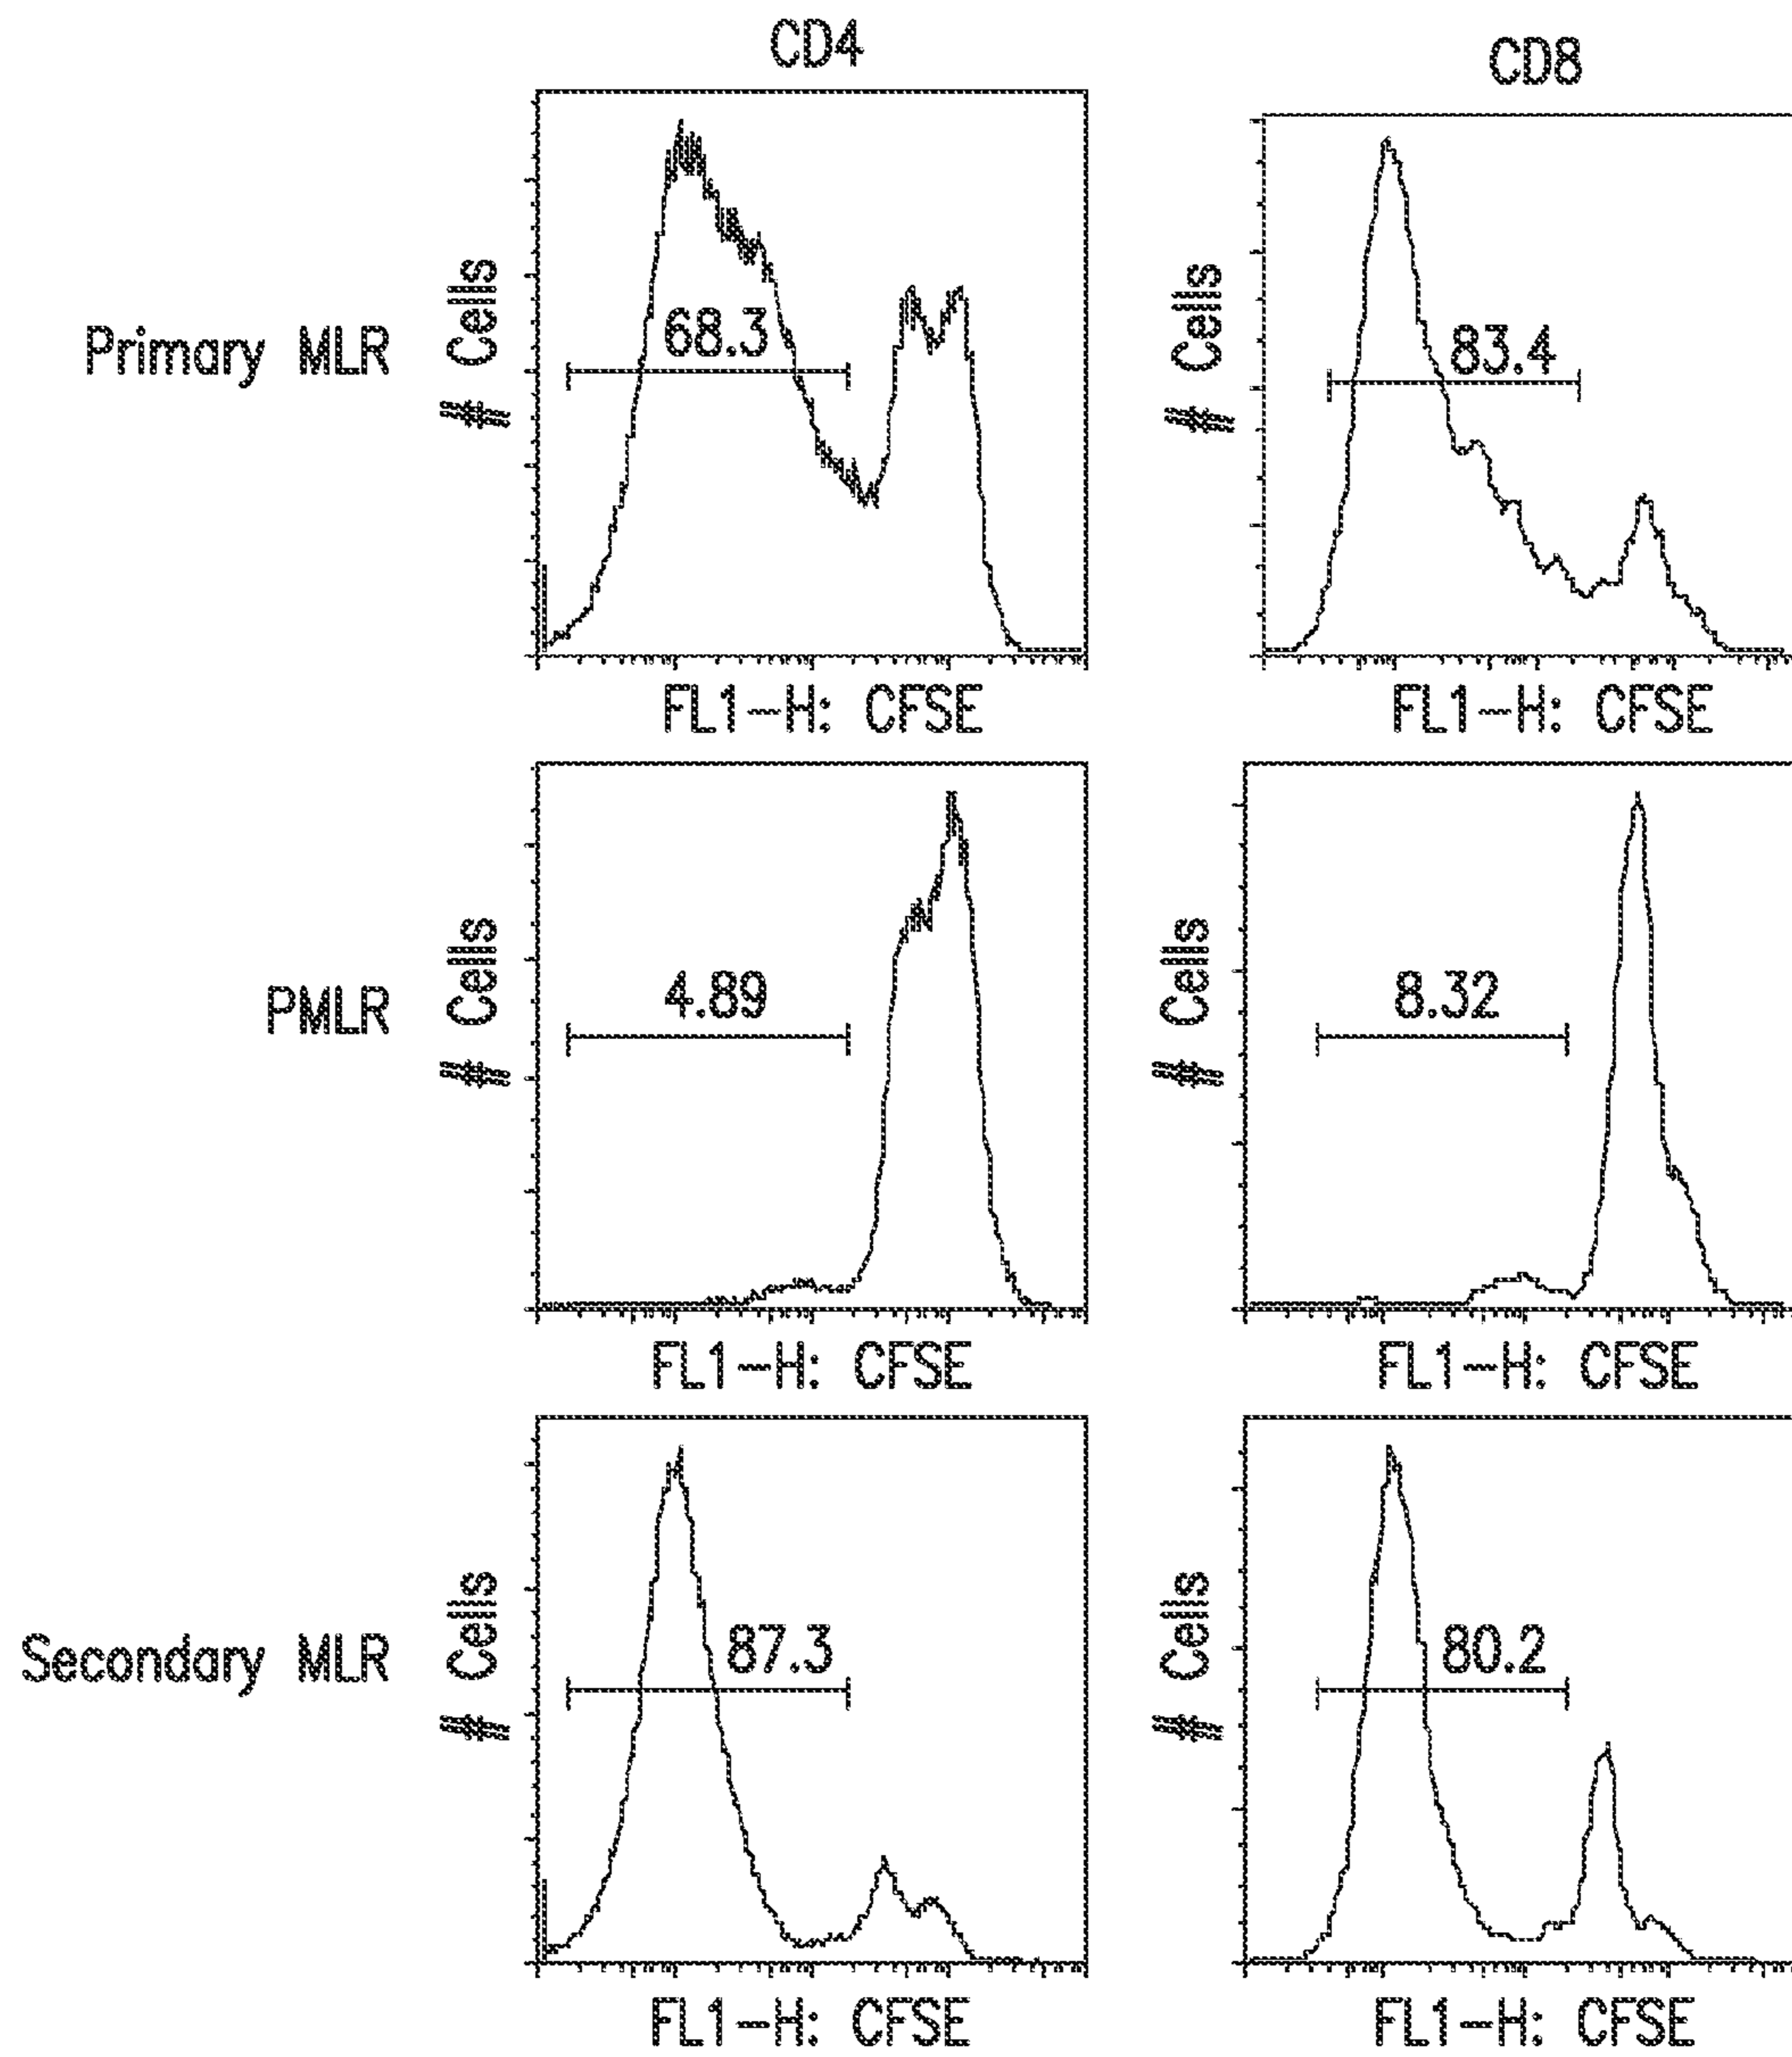 CD4
CD8
Primary MLR
# Cells
68.3
FL1-H: CFSE
# Cells
83.4
FL1-H: CFSE
PMLR
# Cells
4.89
FL1-H: CFSE
# Cells
8.32
FL1-H: CFSE
Secondary MLR
# Cells
87.3
FL1-H: CFSE
# Cells
80.2
FL1-H: CFSE